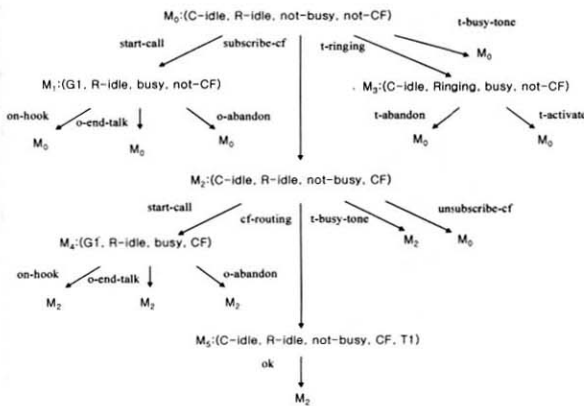 M₀:(C-idle, R-idle, not-busy, not-CF)
t-busy-tone
start-call subscribe-cf t-ringing
M₀
M₁:(G1, R-idle, busy, not-CF)
M₃:(C-idle, Ringing, busy, not-CF)
on-hook o-end-talk o-abandon
t-abandon t-activate
M₀ M₀ M₀
M₀ M₀
M₂:(C-idle, R-idle, not-busy, CF)
start-call cf-routing t-busy-tone unsubscribe-cf
M₄:(G1, R-idle, busy, CF)
M₂ M₀
on-hook o-end-talk o-abandon
M₂ M₂ M₂
M₅:(C-idle, R-idle, not-busy, CF, T1)
ok
M₂